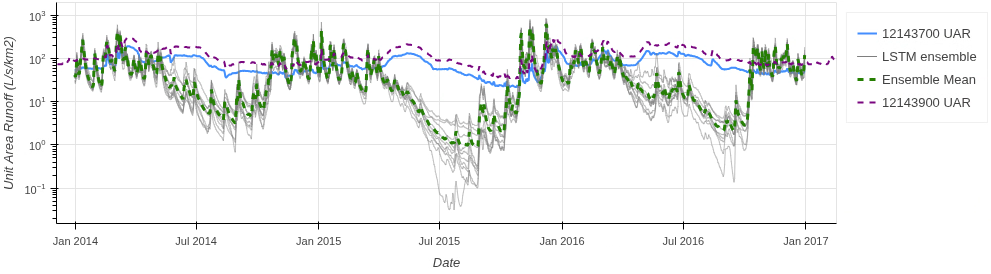 10³
10²
10¹
10⁰
10⁻¹
Unit Area Runoff (L/s/km2)
Jan 2014
Jul 2014
Jan 2015
Jul 2015
Jan 2016
Jul 2016
Jan 2017
Date
12143700 UAR
LSTM ensemble
Ensemble Mean
12143900 UAR